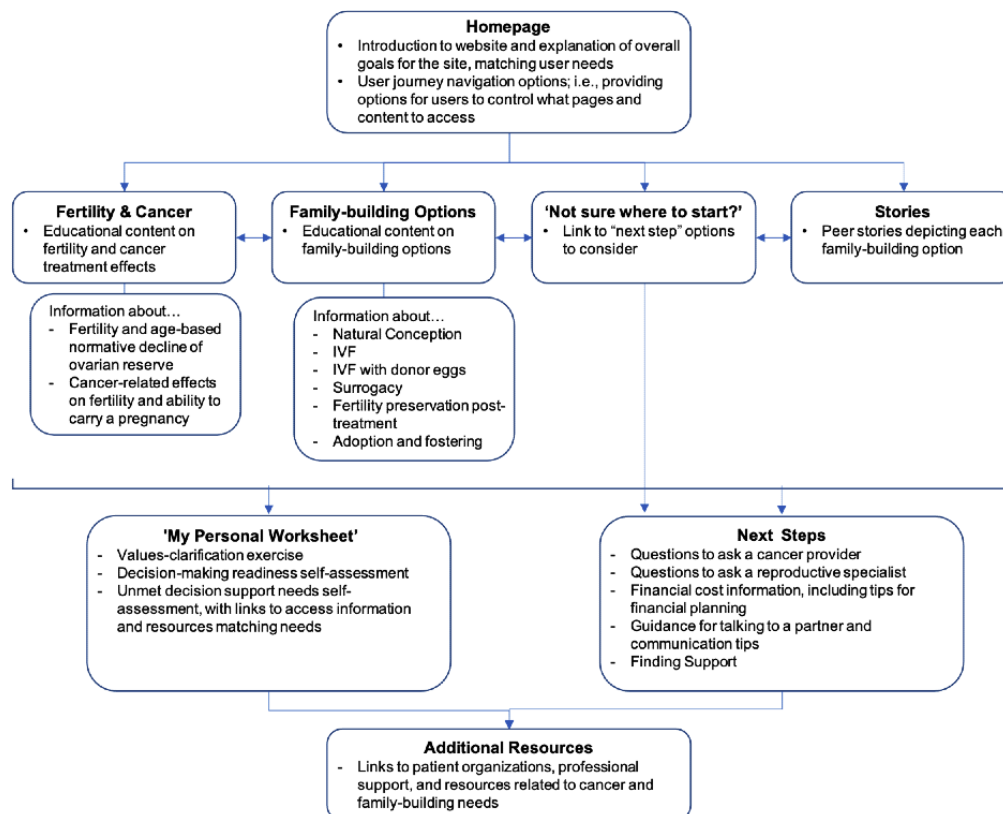 Homepage
• Introduction to website and explanation of overall
goals for the site, matching user needs
• User journey navigation options; i.e., providing
options for users to control what pages and
content to access
Fertility & Cancer
• Educational content on
fertility and cancer
treatment effects
Family-building Options
• Educational content on
family-building options
‘Not sure where to start?’
• Link to “next step” options
to consider
Stories
• Peer stories depicting each
family-building option
Information about…
- Fertility and age-based
normative decline of
ovarian reserve
- Cancer-related effects
on fertility and ability to
carry a pregnancy
Information about…
- Natural Conception
- IVF
- IVF with donor eggs
- Surrogacy
- Fertility preservation post-
treatment
- Adoption and fostering
'My Personal Worksheet’
- Values-clarification exercise
- Decision-making readiness self-assessment
- Unmet decision support needs self-
assessment, with links to access information
and resources matching needs
Next Steps
- Questions to ask a cancer provider
- Questions to ask a reproductive specialist
- Financial cost information, including tips for
financial planning
- Guidance for talking to a partner and
communication tips
- Finding Support
Additional Resources
- Links to patient organizations, professional
support, and resources related to cancer and
family-building needs